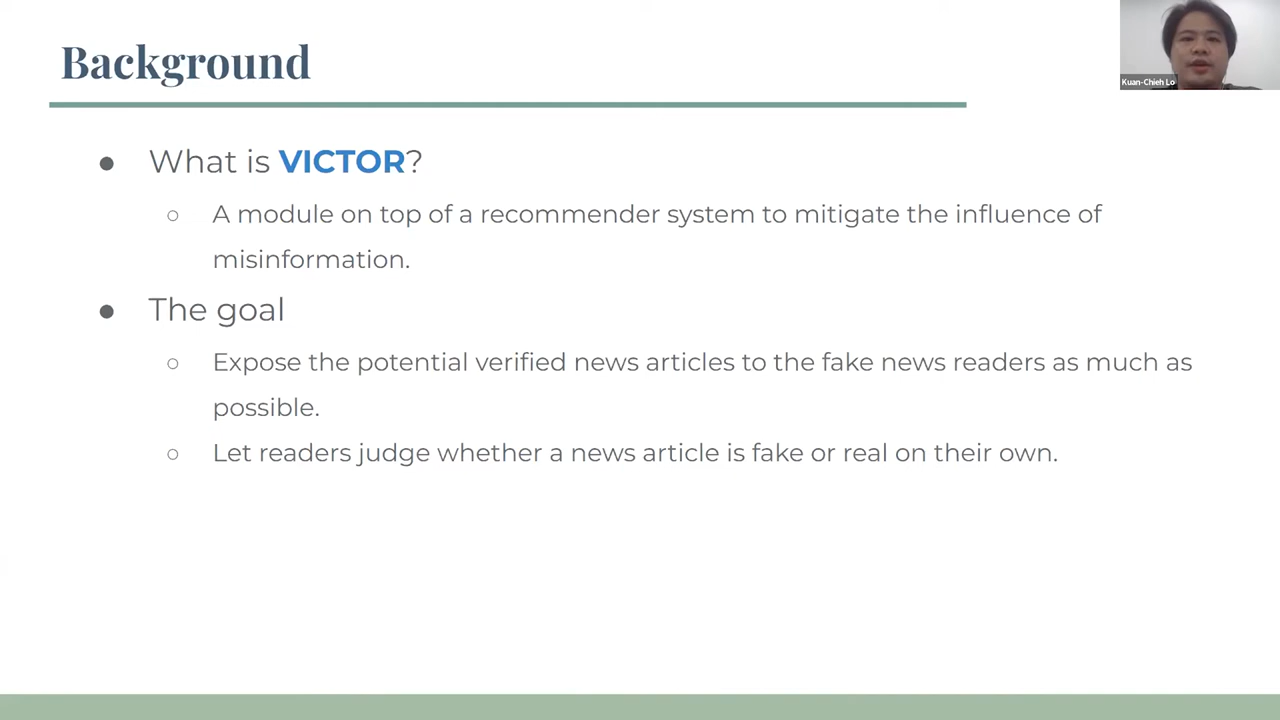 Background
Kuan-Chieh Lo
● What is VICTOR?
○ A module on top of a recommender system to mitigate the influence of
misinformation.
● The goal
○ Expose the potential verified news articles to the fake news readers as much as
possible.
○ Let readers judge whether a news article is fake or real on their own.